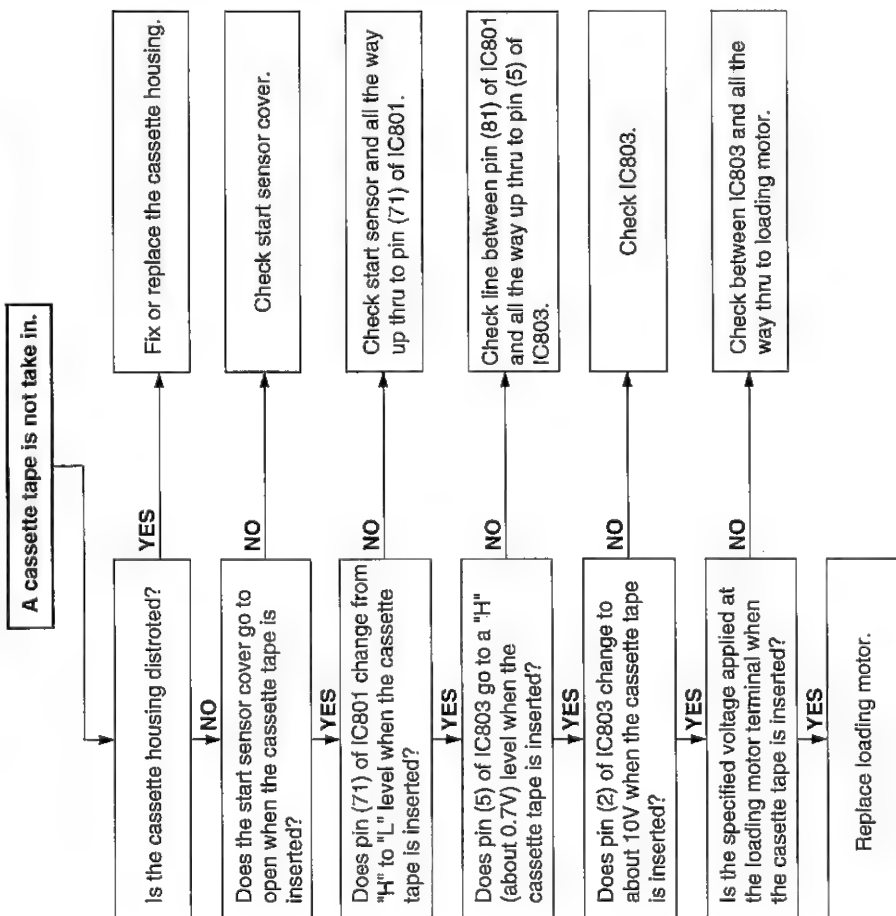 A cassette tape is not take in.
Is the cassette housing distroted?
YES
Fix or replace the cassette housing.
NO
Does the start sensor cover go to
open when the cassette tape is
inserted?
NO
Check start sensor cover.
YES
Does pin (71) of IC801 change from
"H" to "L" level when the cassette
tape is inserted?
NO
Check start sensor and all the way
up thru to pin (71) of IC801.
YES
Does pin (5) of IC803 go to a "H"
(about 0.7V) level when the
cassette tape is inserted?
NO
Check line between pin (81) of IC801
and all the way up thru to pin (5) of
IC803.
YES
Does pin (2) of IC803 change to
about 10V when the cassette tape
is inserted?
NO
Check IC803.
YES
Is the specified voltage applied at
the loading motor terminal when
the casette tape is inserted?
NO
Check between IC803 and all the
way thru to loading motor.
YES
Replace loading motor.